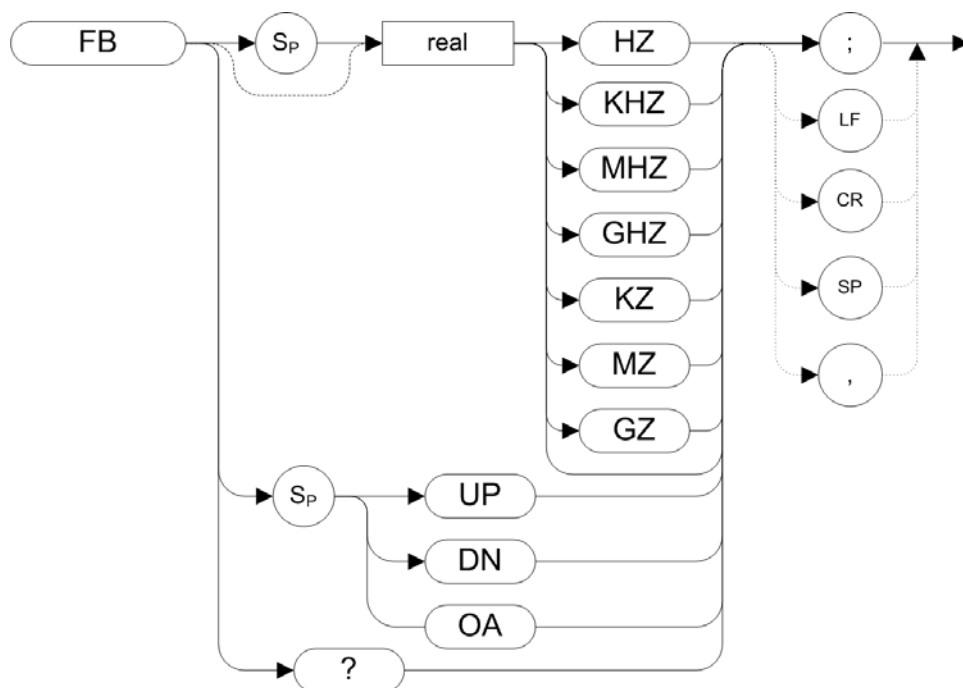 FB SP real HZ ;
KHZ LF
MHZ CR
GHZ SP
KZ
MZ ,
GZ
SP UP
DN
OA
?